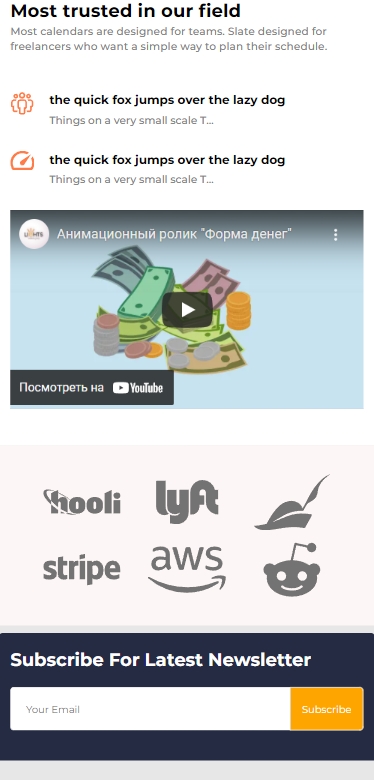 Most trusted in our field
Most calendars are designed for teams. Slate designed for
freelancers who want a simple way to plan their schedule.
the quick fox jumps over the lazy dog
Things on a very small scale T...
the quick fox jumps over the lazy dog
Things on a very small scale T...
Анимационный ролик "Форма денег"
Посмотреть на YouTube
hooli lyft
stripe aws
Subscribe For Latest Newsletter
Your Email Subscribe